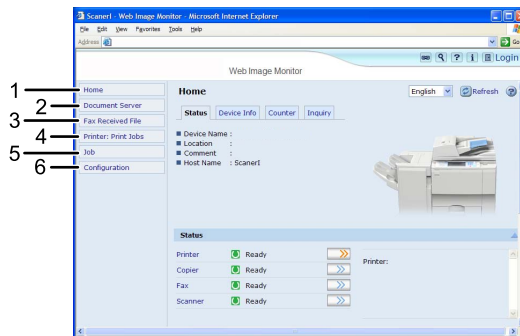 ScanerI - Web Image Monitor - Microsoft Internet Explorer
File Edit View Favorites Tools Help
Address Go
? i Login
Web Image Monitor
1 Home
2 Document Server
3 Fax Received File
4 Printer: Print Jobs
5 Job
6 Configuration
Home English Refresh ?
Status Device Info Counter Inquiry
Device Name :
Location :
Comment :
Host Name : ScanerI
Status
Printer Ready
Copier Ready
Fax Ready
Scanner Ready
Printer: